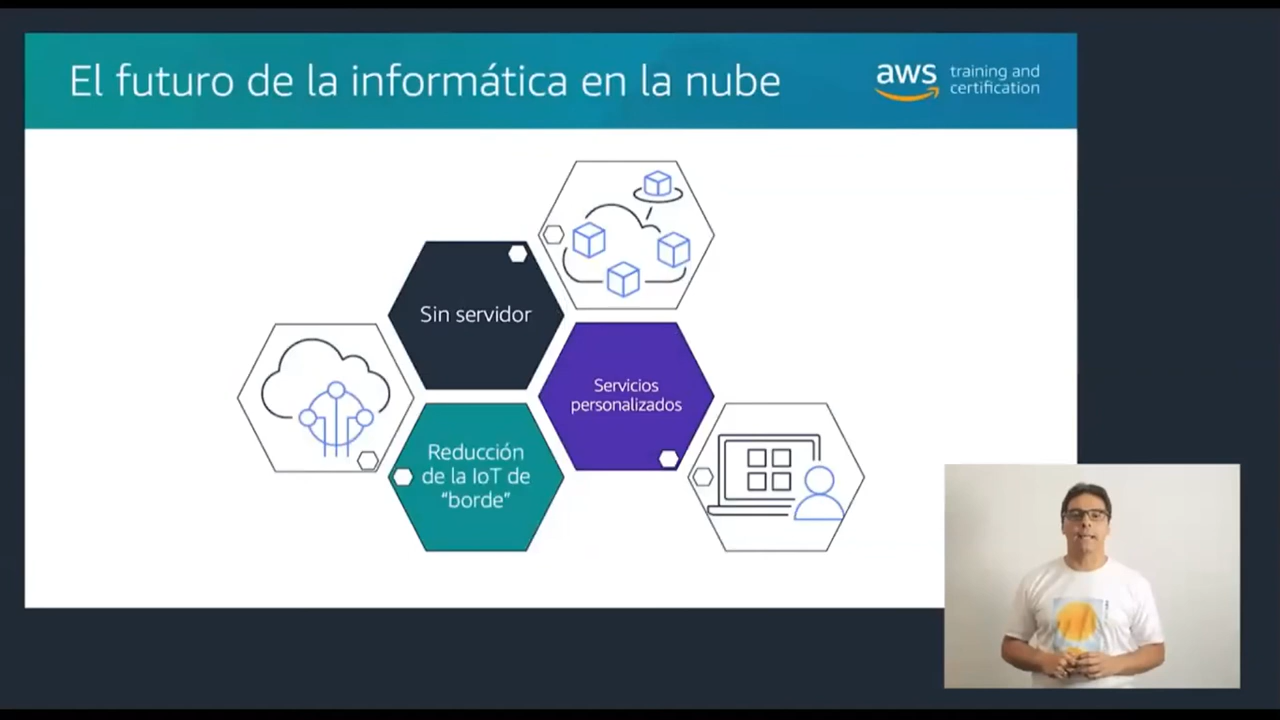 El futuro de la informática en la nube
aws
training and
certification
Sin servidor
Servicios
personalizados
Reducción
de la IoT de
“borde”